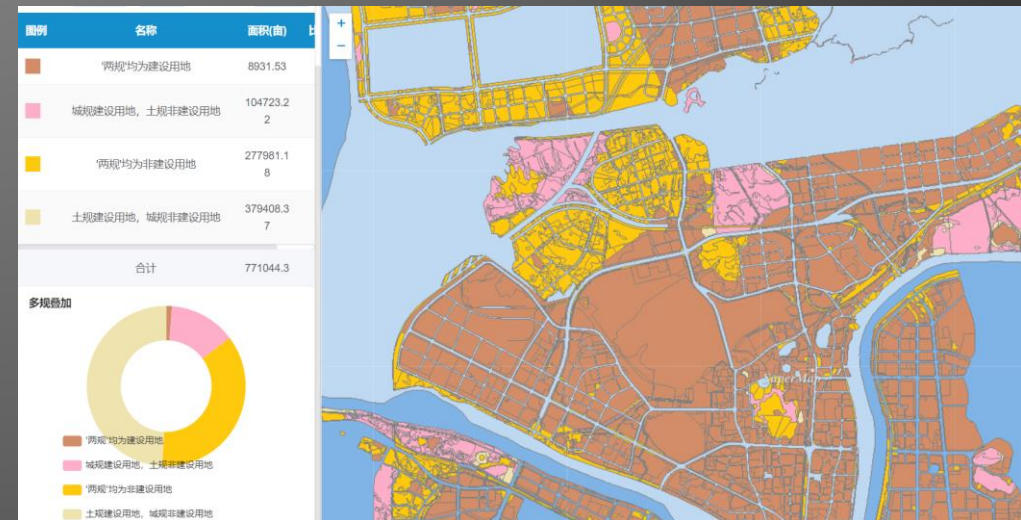 图例 名称 面积(亩)
'两规'均为建设用地 8931.53
城规建设用地，土规非建设用地 104723.2
2
'两规'均为非建设用地 277981.1
8
土规建设用地，城规非建设用地 379408.3
7
合计 771044.3
多规叠加
'两规'均为建设用地
城规建设用地，土规非建设用地
'两规'均为非建设用地
土规建设用地，城规非建设用地
+
−
SuperMap